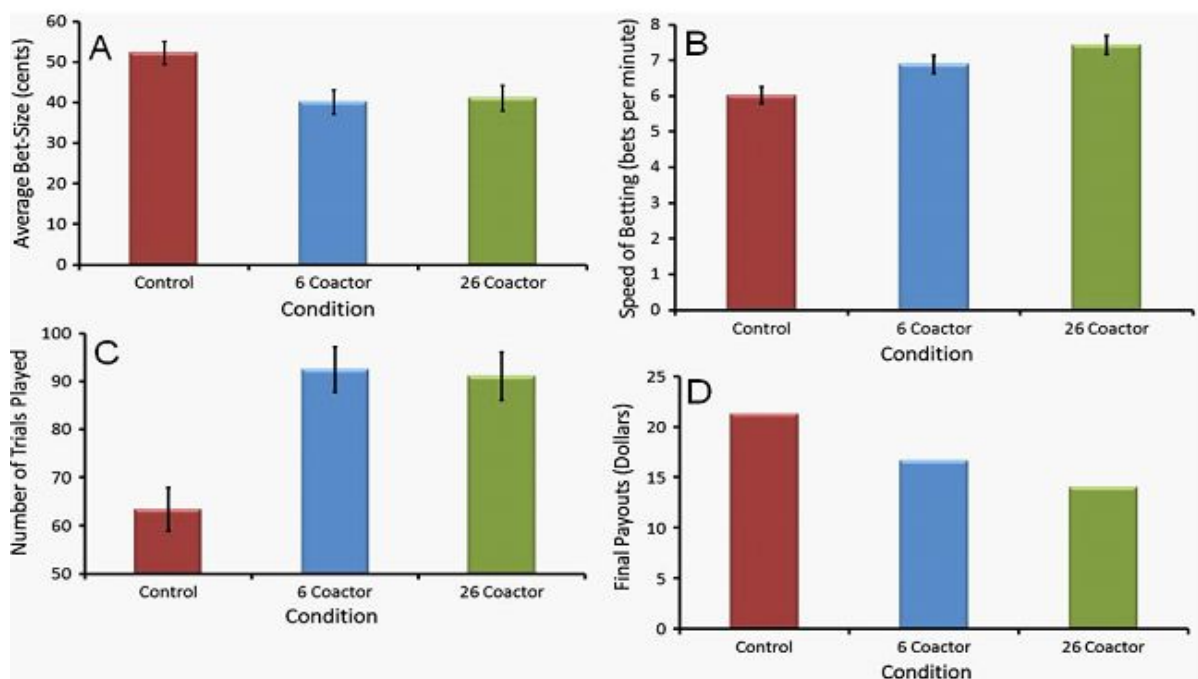 A
Average Bet-Size (cents)
60
50
40
30
20
10
0
Control
6 Coactor
26 Coactor
Condition
B
Speed of Betting (bets per minute)
8
7
6
5
4
3
2
1
0
Control
6 Coactor
26 Coactor
Condition
C
Number of Trials Played
100
90
80
70
60
50
Control
6 Coactor
26 Coactor
Condition
D
Final Payouts (Dollars)
25
20
15
10
5
0
Control
6 Coactor
26 Coactor
Condition